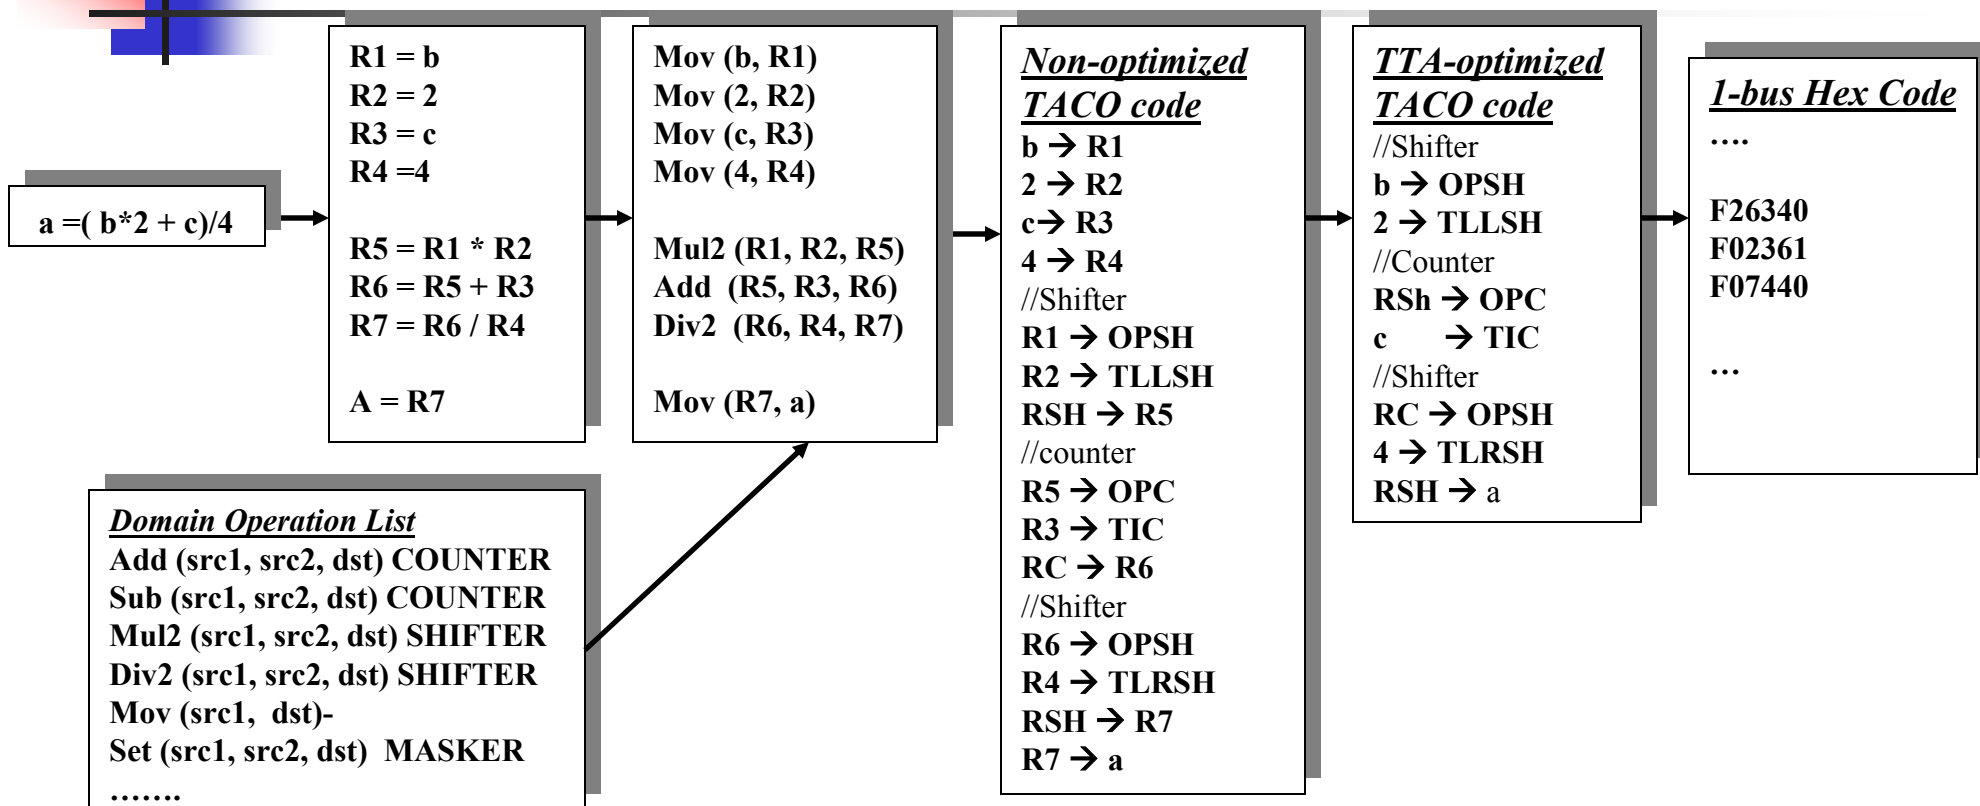 a =( b*2 + c)/4
R1 = b
R2 = 2
R3 = c
R4 =4
R5 = R1 * R2
R6 = R5 + R3
R7 = R6 / R4
A = R7
Mov (b, R1)
Mov (2, R2)
Mov (c, R3)
Mov (4, R4)
Mul2 (R1, R2, R5)
Add (R5, R3, R6)
Div2 (R6, R4, R7)
Mov (R7, a)
Domain Operation List
Add (src1, src2, dst) COUNTER
Sub (src1, src2, dst) COUNTER
Mul2 (src1, src2, dst) SHIFTER
Div2 (src1, src2, dst) SHIFTER
Mov (src1, dst)-
Set (src1, src2, dst) MASKER
…….
Non-optimized
TACO code
b → R1
2 → R2
c→ R3
4 → R4
//Shifter
R1 → OPSH
R2 → TLLSH
RSH → R5
//counter
R5 → OPC
R3 → TIC
RC → R6
//Shifter
R6 → OPSH
R4 → TLRSH
RSH → R7
R7 → a
TTA-optimized
TACO code
//Shifter
b → OPSH
2 → TLLSH
//Counter
RSh → OPC
c → TIC
//Shifter
RC → OPSH
4 → TLRSH
RSH → a
1-bus Hex Code
….
F26340
F02361
F07440
…